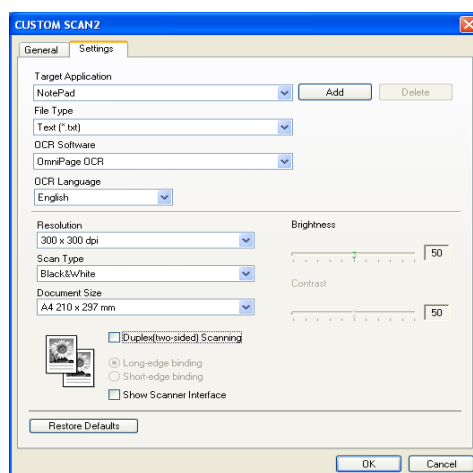 CUSTOM SCAN2
General Settings
Target Application
NotePad Add Delete
File Type
Text (*.txt)
OCR Software
OmniPage OCR
OCR Language
English
Resolution Brightness
300 x 300 dpi 50
Scan Type
Black&White Contrast
Document Size
A4 210 x 297 mm 50
Duplex(two-sided) Scanning
Long-edge binding
Short-edge binding
Show Scanner Interface
Restore Defaults
OK Cancel